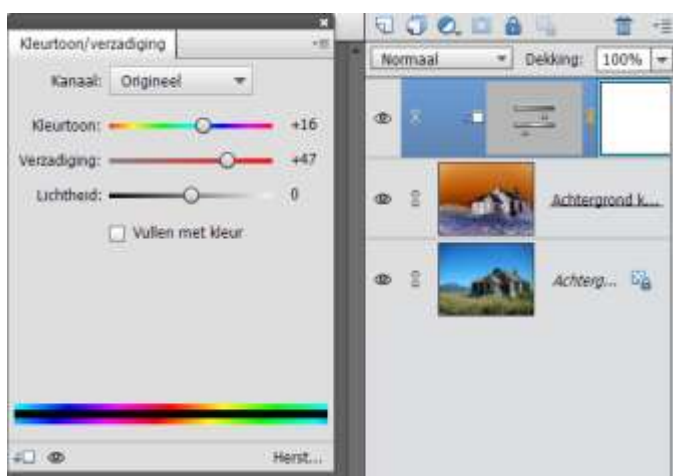 Kleurtoon/verzadiging
Kanaal: Origineel
Kleurtoon: +16
Verzadiging: +47
Lichtheid: 0
Vullen met kleur
Herst...
Normaal Dekking: 100%
Achtergrond k...
Achterg...